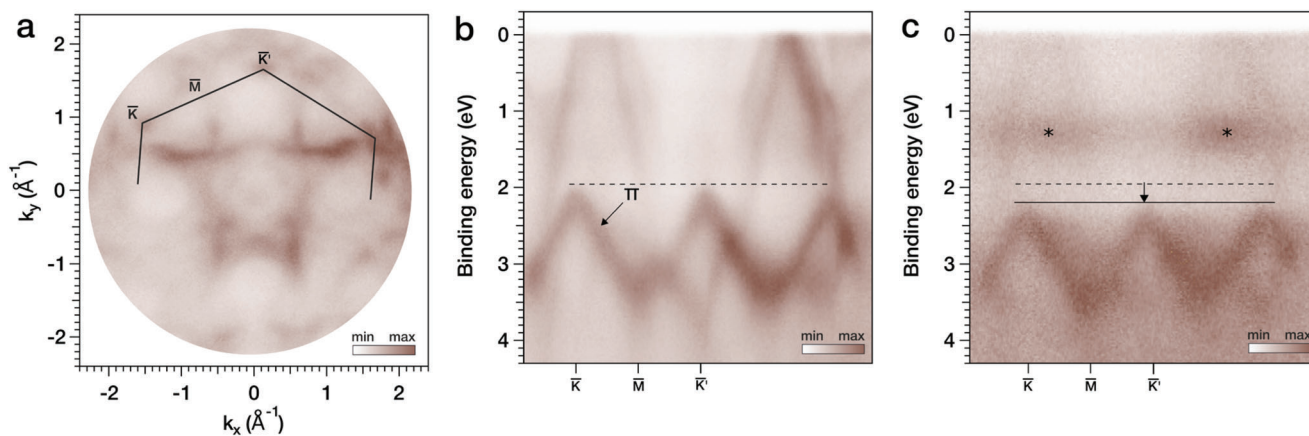 a
2
1
0
-1
-2
-2
-1
0
1
2
k_y (Å⁻¹)
k_x (Å⁻¹)
K̅
M̅
K̅'
min max
b
0
1
2
3
4
Binding energy (eV)
π
min max
K̅
M̅
K̅'
c
0
1
2
3
4
Binding energy (eV)
*
*
min max
K̅
M̅
K̅'